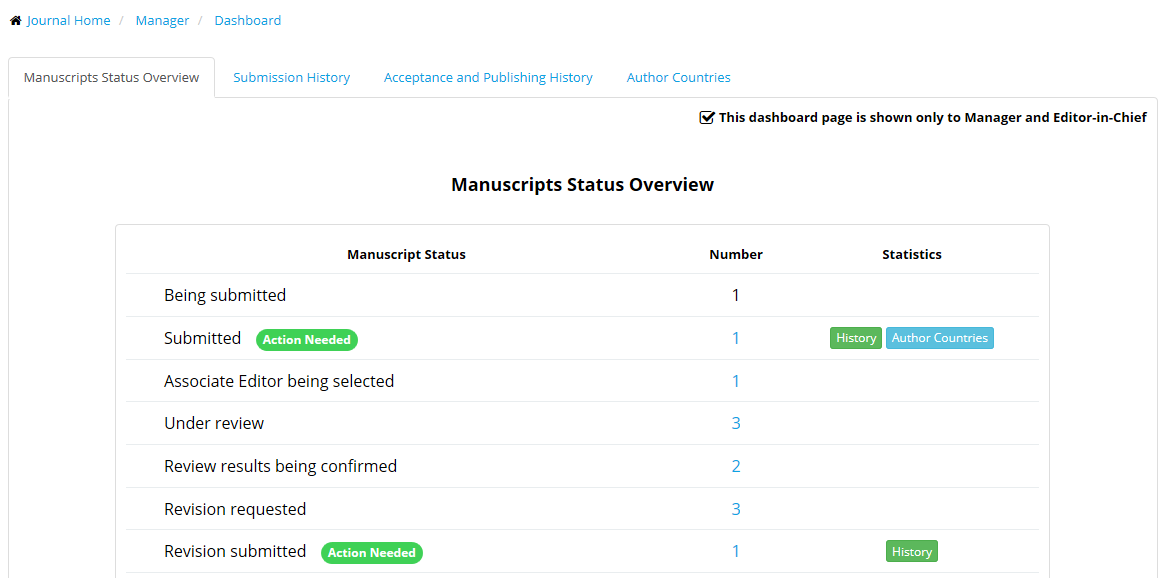 Journal Home / Manager / Dashboard
Manuscripts Status Overview Submission History Acceptance and Publishing History Author Countries
This dashboard page is shown only to Manager and Editor-in-Chief
Manuscripts Status Overview
Manuscript Status Number Statistics
Being submitted 1
Submitted Action Needed 1 History Author Countries
Associate Editor being selected 1
Under review 3
Review results being confirmed 2
Revision requested 3
Revision submitted Action Needed 1 History